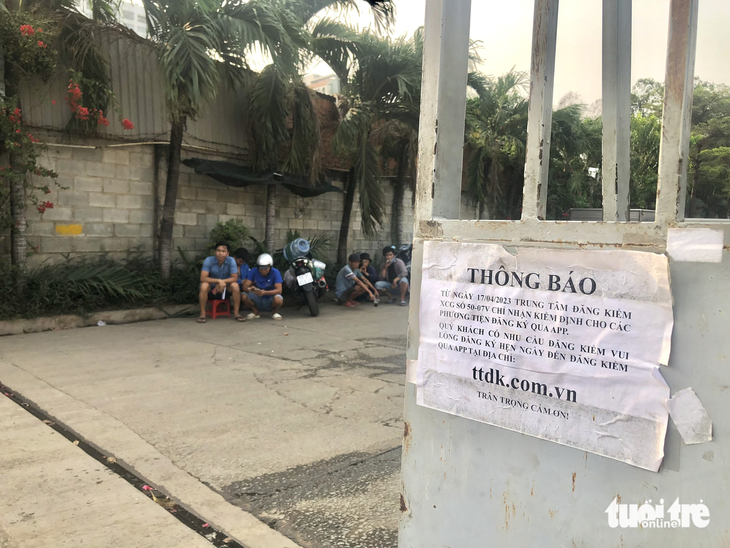 THÔNG BÁO
TỪ NGÀY 17/04/2023 TRUNG TÂM ĐĂNG KIỂM
XCG SỐ 50-07V CHỈ NHẬN KIỂM ĐỊNH CHO CÁC
PHƯƠNG TIỆN ĐĂNG KÝ QUA APP.
QUÝ KHÁCH CÓ NHU CẦU ĐĂNG KIỂM VUI
LÒNG ĐĂNG KÝ HẸN NGÀY ĐẾN ĐĂNG KIỂM
QUA APP TẠI ĐỊA CHỈ:
ttdk.com.vn
TRÂN TRỌNG CẢM ƠN!
tuổi trẻ
online